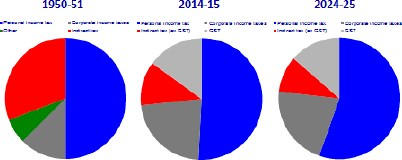 1950-51 2014-15 2024-25
Personal income tax Corporate income taxes Personal income tax Corporate income taxes Personal income tax Corporate income taxes
Other Indirect tax Indirect tax (ex GST) GST Indirect tax (ex GST) GST